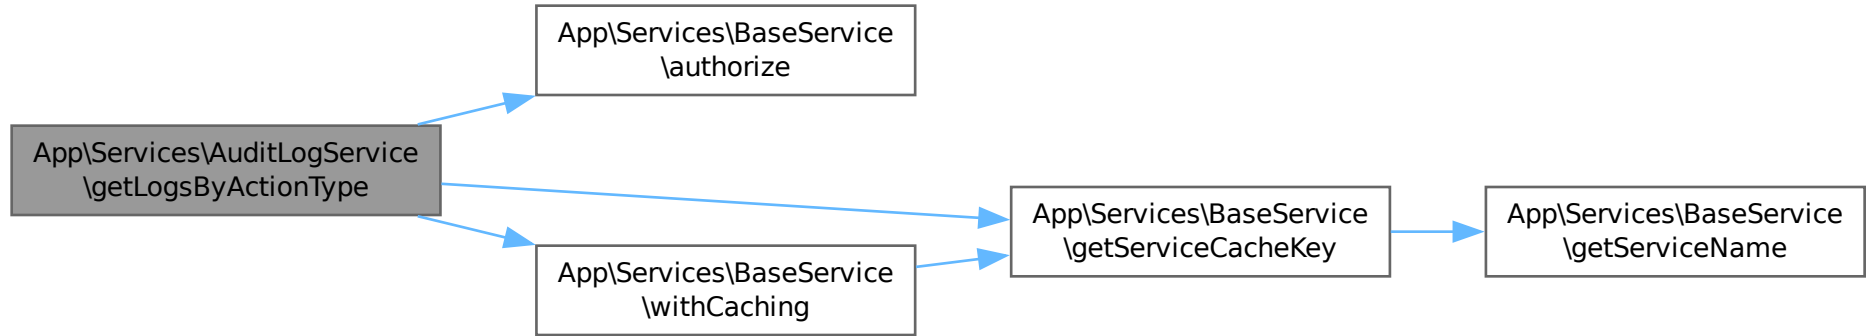 App\Services\BaseService
\authorize
App\Services\AuditLogService
\getLogsByActionType
App\Services\BaseService
\getServiceCacheKey
App\Services\BaseService
\getServiceName
App\Services\BaseService
\withCaching